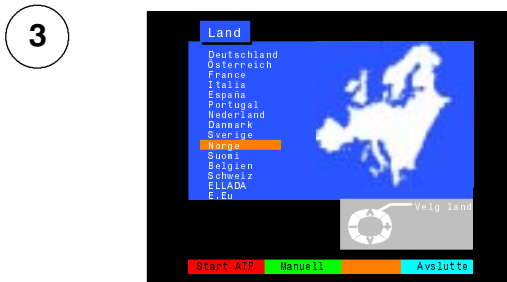 3
Land
Deutschland
Österreich
France
Italia
España
Portugal
Nederland
Danmark
Sverige
Norge
Suomi
Belgien
Schweiz
ELLADA
E.Eu
Velg land
Start ATP Manuell Avslutte